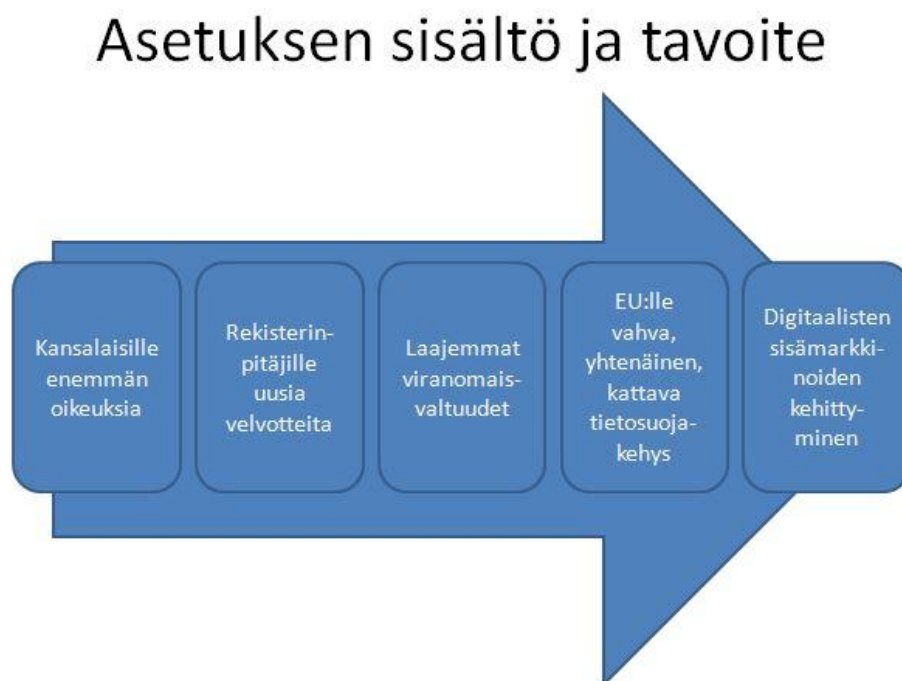 Asetuksen sisältö ja tavoite
Kansalaisille
enemmän
oikeuksia
Rekisterin-
pitäjille
uusia
velvotteita
Laajemmat
viranomais-
valtuudet
EU:lle
vahva,
yhtenäinen,
kattava
tietosuoja-
kehys
Digitaalisten
sisämarkki-
noiden
kehitty-
minen